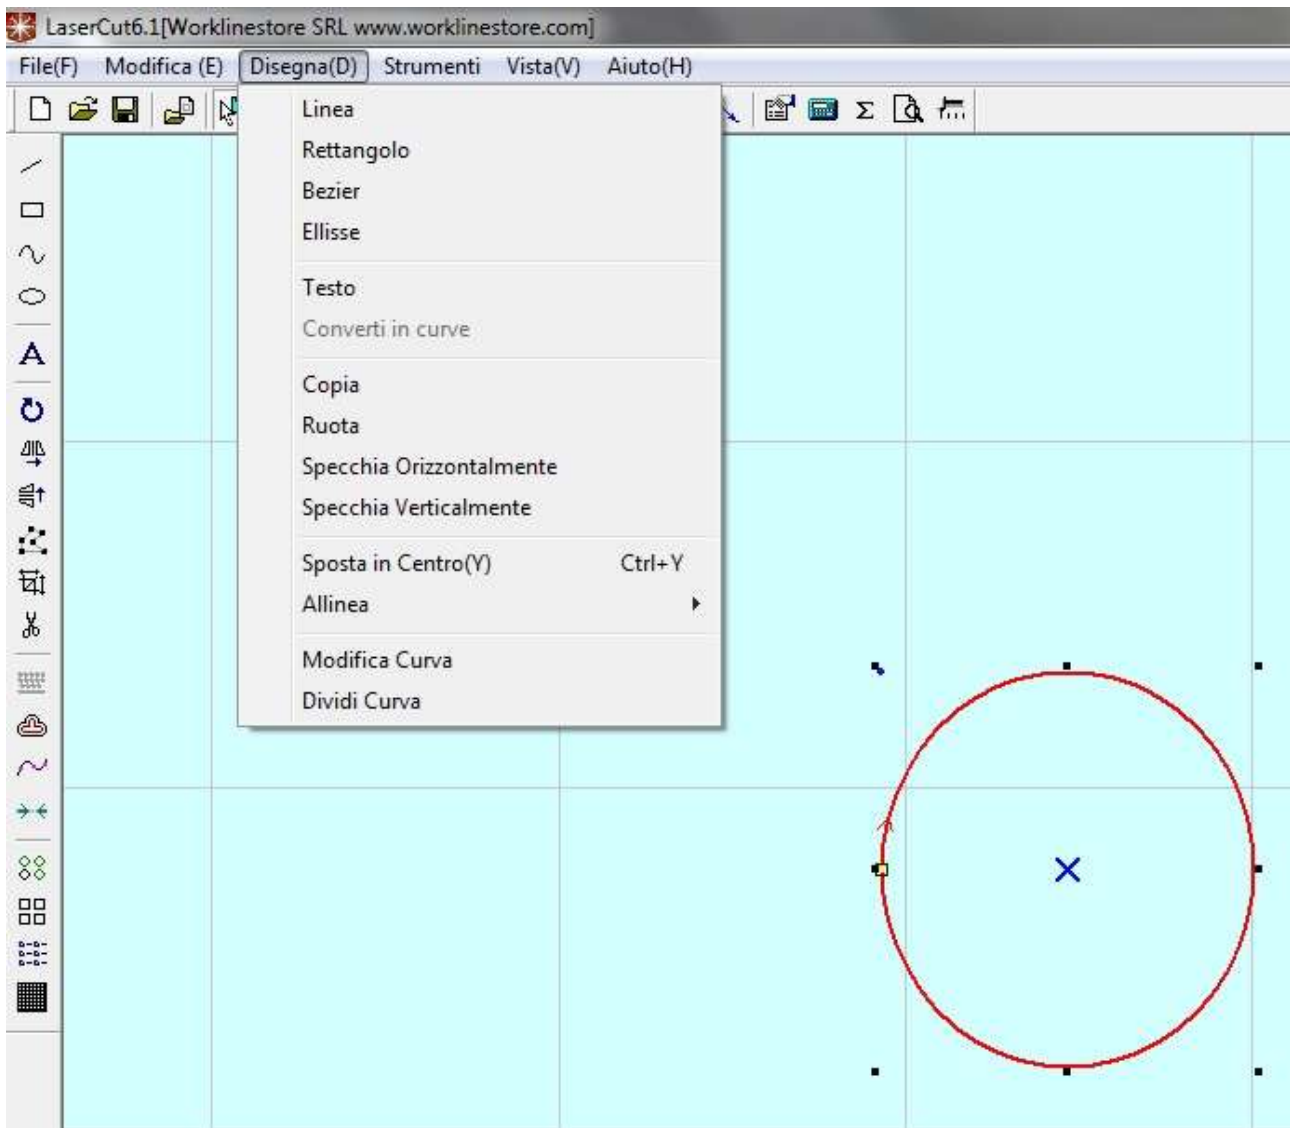 LaserCut6.1[Worklinestore SRL www.worklinestore.com]
File(F) Modifica (E) Disegna(D) Strumenti Vista(V) Aiuto(H)
Linea
Rettangolo
Bezier
Ellisse
Testo
Converti in curve
Copia
Ruota
Specchia Orizzontalmente
Specchia Verticalmente
Sposta in Centro(Y) Ctrl+Y
Allinea
Modifica Curva
Dividi Curva